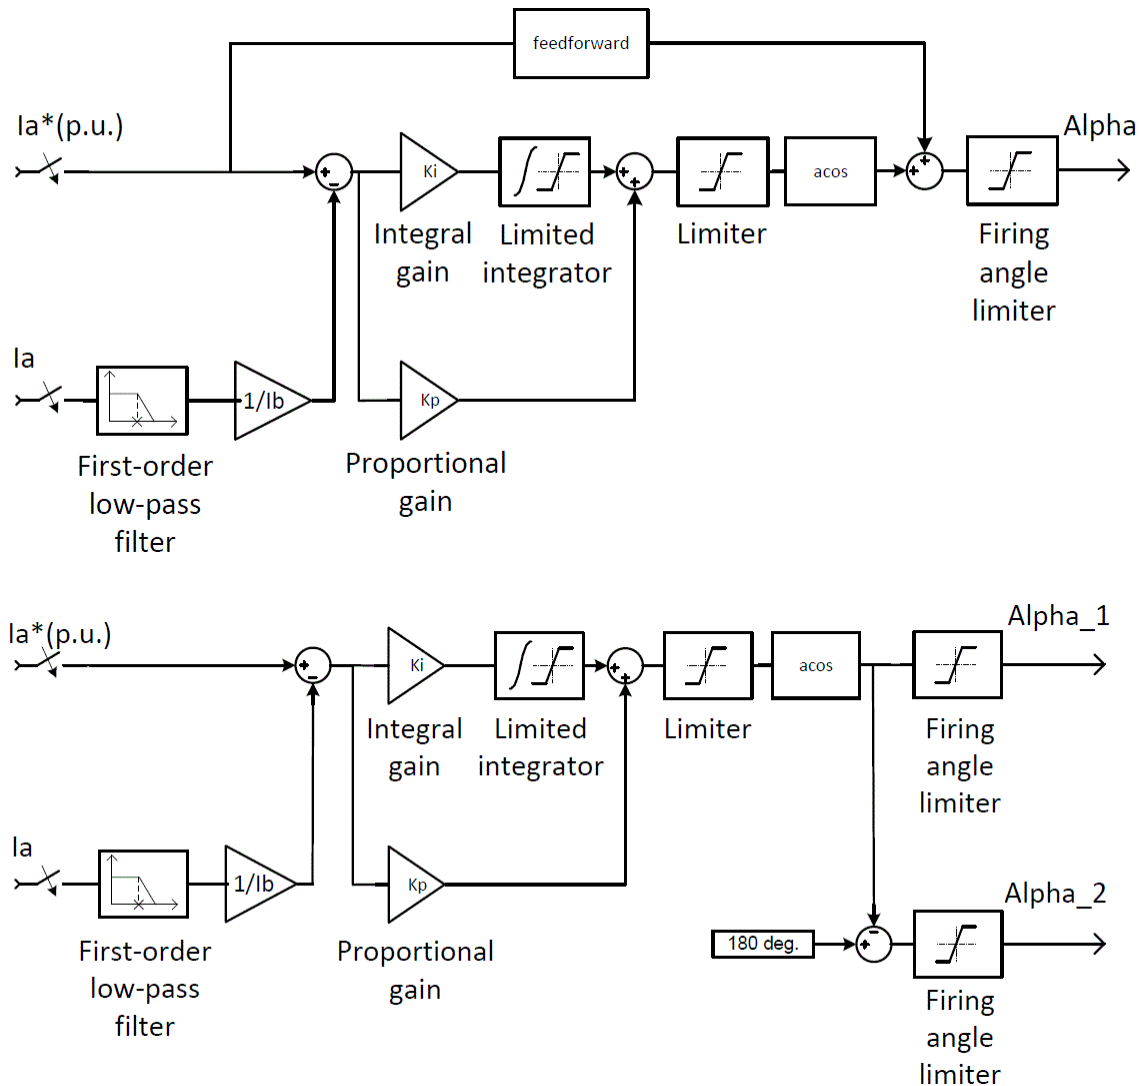 feedforward
Ia*(p.u.)
Alpha
Ki
acos
Integral
gain
Limited
integrator
Limiter
Firing
angle
limiter
Ia
1/Ib
Kp
First-order
low-pass
filter
Proportional
gain
Ia*(p.u.)
Alpha_1
Ki
acos
Integral
gain
Limited
integrator
Limiter
Firing
angle
limiter
Ia
1/Ib
Kp
Alpha_2
180 deg.
First-order
low-pass
filter
Proportional
gain
Firing
angle
limiter